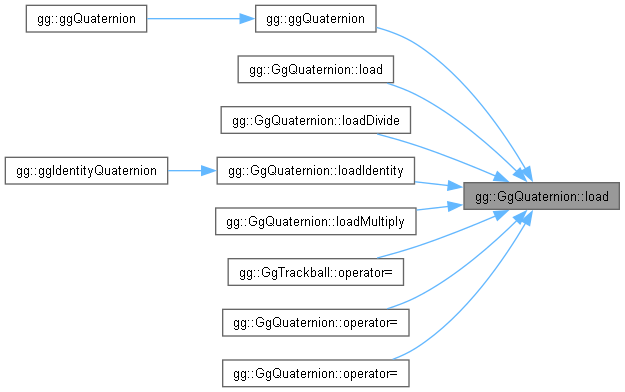 gg::ggQuaternion
gg::ggQuaternion
gg::GgQuaternion::load
gg::GgQuaternion::loadDivide
gg::ggIdentityQuaternion
gg::GgQuaternion::loadIdentity
gg::GgQuaternion::load
gg::GgQuaternion::loadMultiply
gg::GgTrackball::operator=
gg::GgQuaternion::operator=
gg::GgQuaternion::operator=